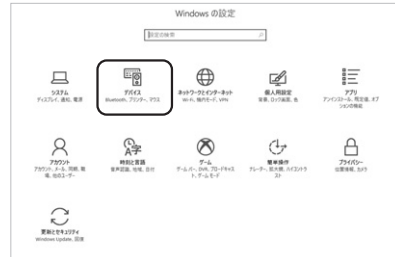 Windows の設定
設定の検索
システム
ディスプレイ、通知、電源
デバイス
Bluetooth、プリンター、マウス
ネットワークとインターネット
Wi-Fi、機内モード、VPN
個人用設定
背景、ロック画面、色
アプリ
アンインストール、既定値、オプ
ションの機能
アカウント
アカウント、メール、同期、職
場、他のユーザー
時刻と言語
音声認識、地域、日付
ゲーム
ゲーム バー、DVR、ブロードキャス
ト、ゲーム モード
簡単操作
ナレーター、拡大鏡、ハイコントラ
スト
プライバシー
位置情報、カメラ
更新とセキュリティ
Windows Update、回復